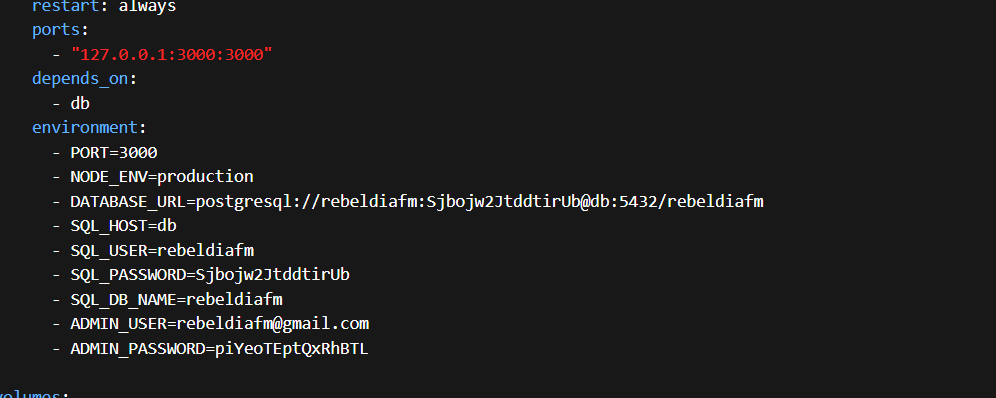 restart: always
ports:
- "127.0.0.1:3000:3000"
depends_on:
- db
environment:
- PORT=3000
- NODE_ENV=production
- DATABASE_URL=postgresql://rebeldiafm:Sjbojw2JtddtirUb@db:5432/rebeldiafm
- SQL_HOST=db
- SQL_USER=rebeldiafm
- SQL_PASSWORD=Sjbojw2JtddtirUb
- SQL_DB_NAME=rebeldiafm
- ADMIN_USER=rebeldiafm@gmail.com
- ADMIN_PASSWORD=piYeoTEptQxRhBTL
volumes: